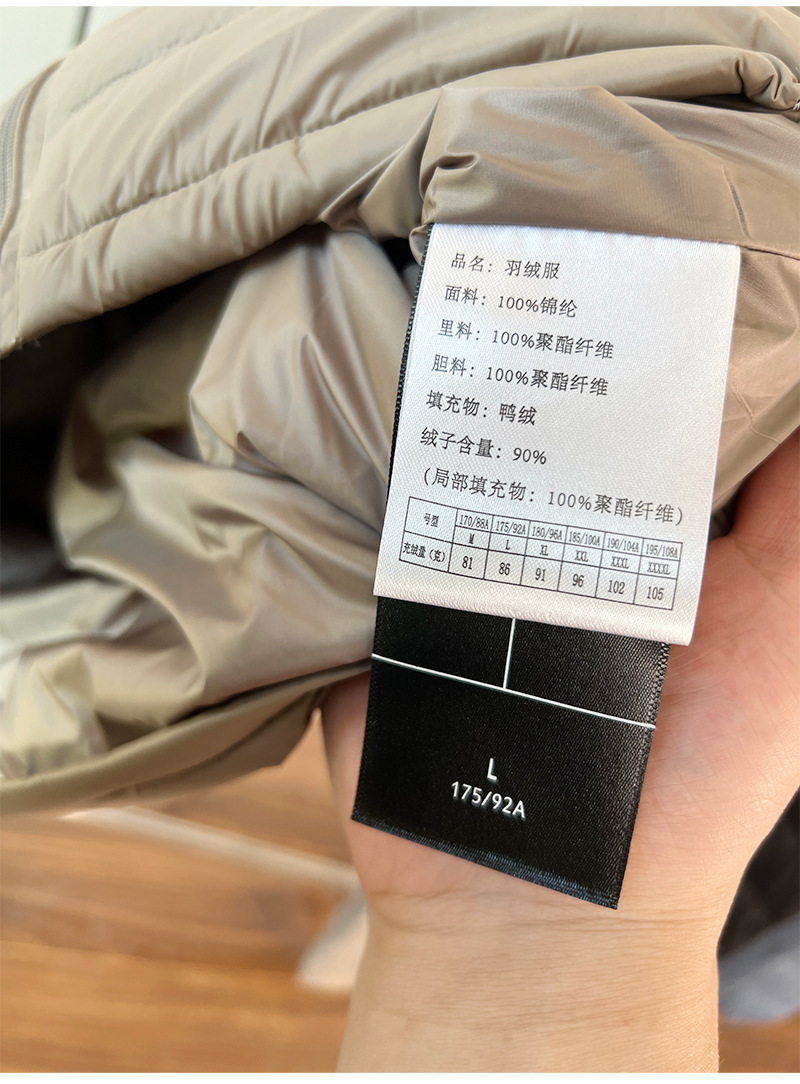 品名: 羽绒服
面料: 100%锦纶
里料: 100%聚酯纤维
胆料: 100%聚酯纤维
填充物: 鸭绒
绒子含量: 90%
(局部填充物: 100%聚酯纤维)
号型 170/88A 175/92A 180/96A 185/100A 190/104A 195/108A
M L XL XXL XXXL XXXXL
充绒量(克) 81 86 91 96 102 105
L
175/92A